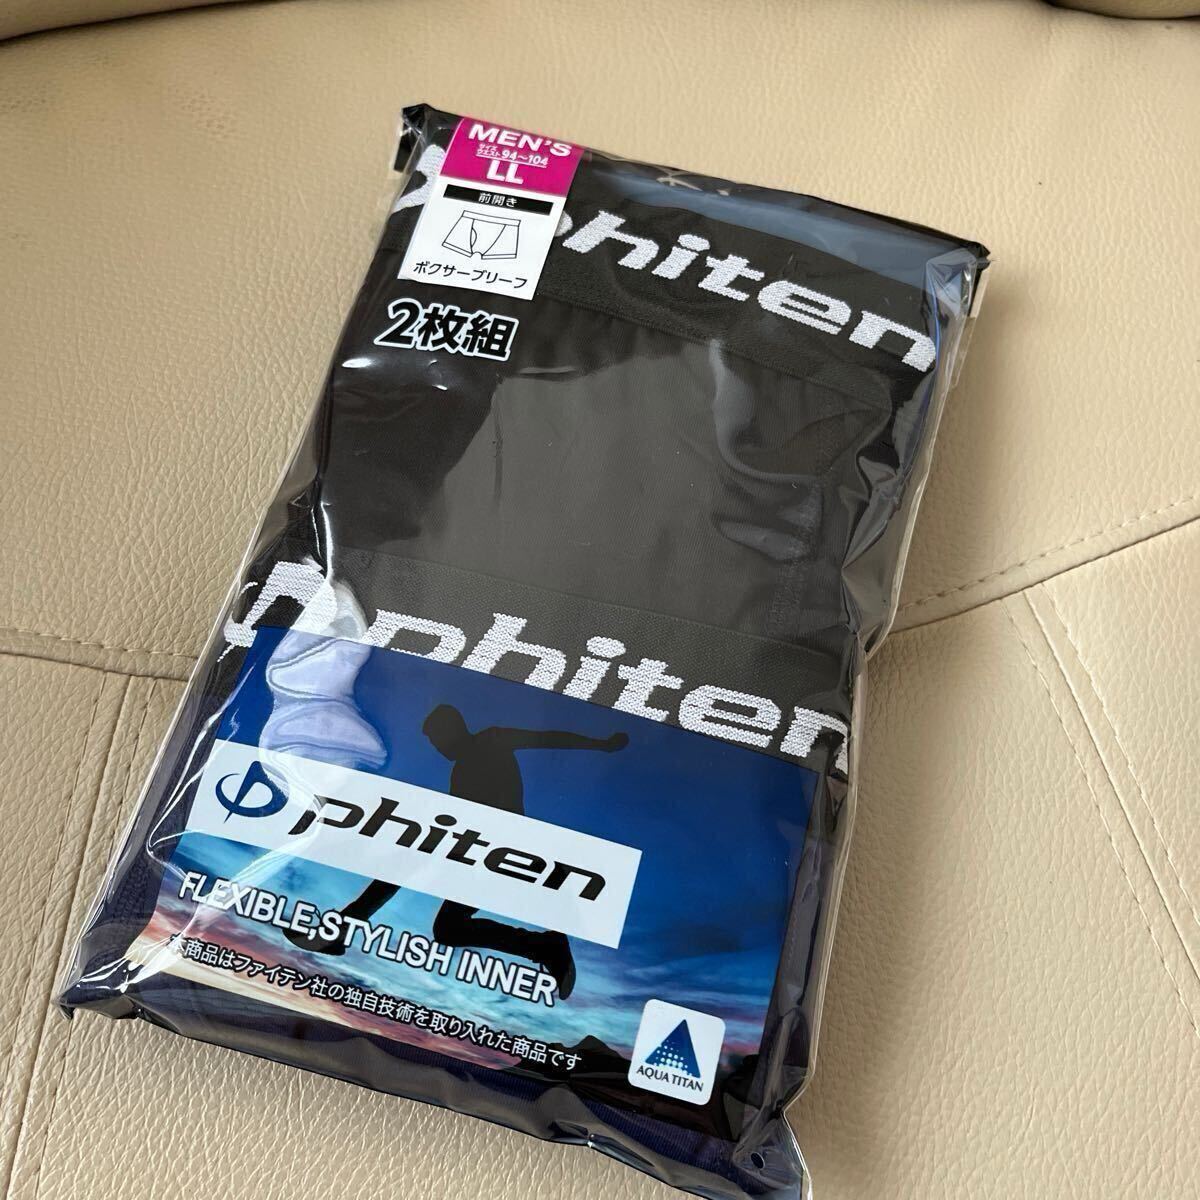 MEN'S
サイズ
ウエスト 94〜104
LL
前開き
ボクサーブリーフ
2枚組
phiten
phiten
phiten
FLEXIBLE,STYLISH INNER
本商品はファイテン社の独自技術を取り入れた商品です
AQUA TITAN